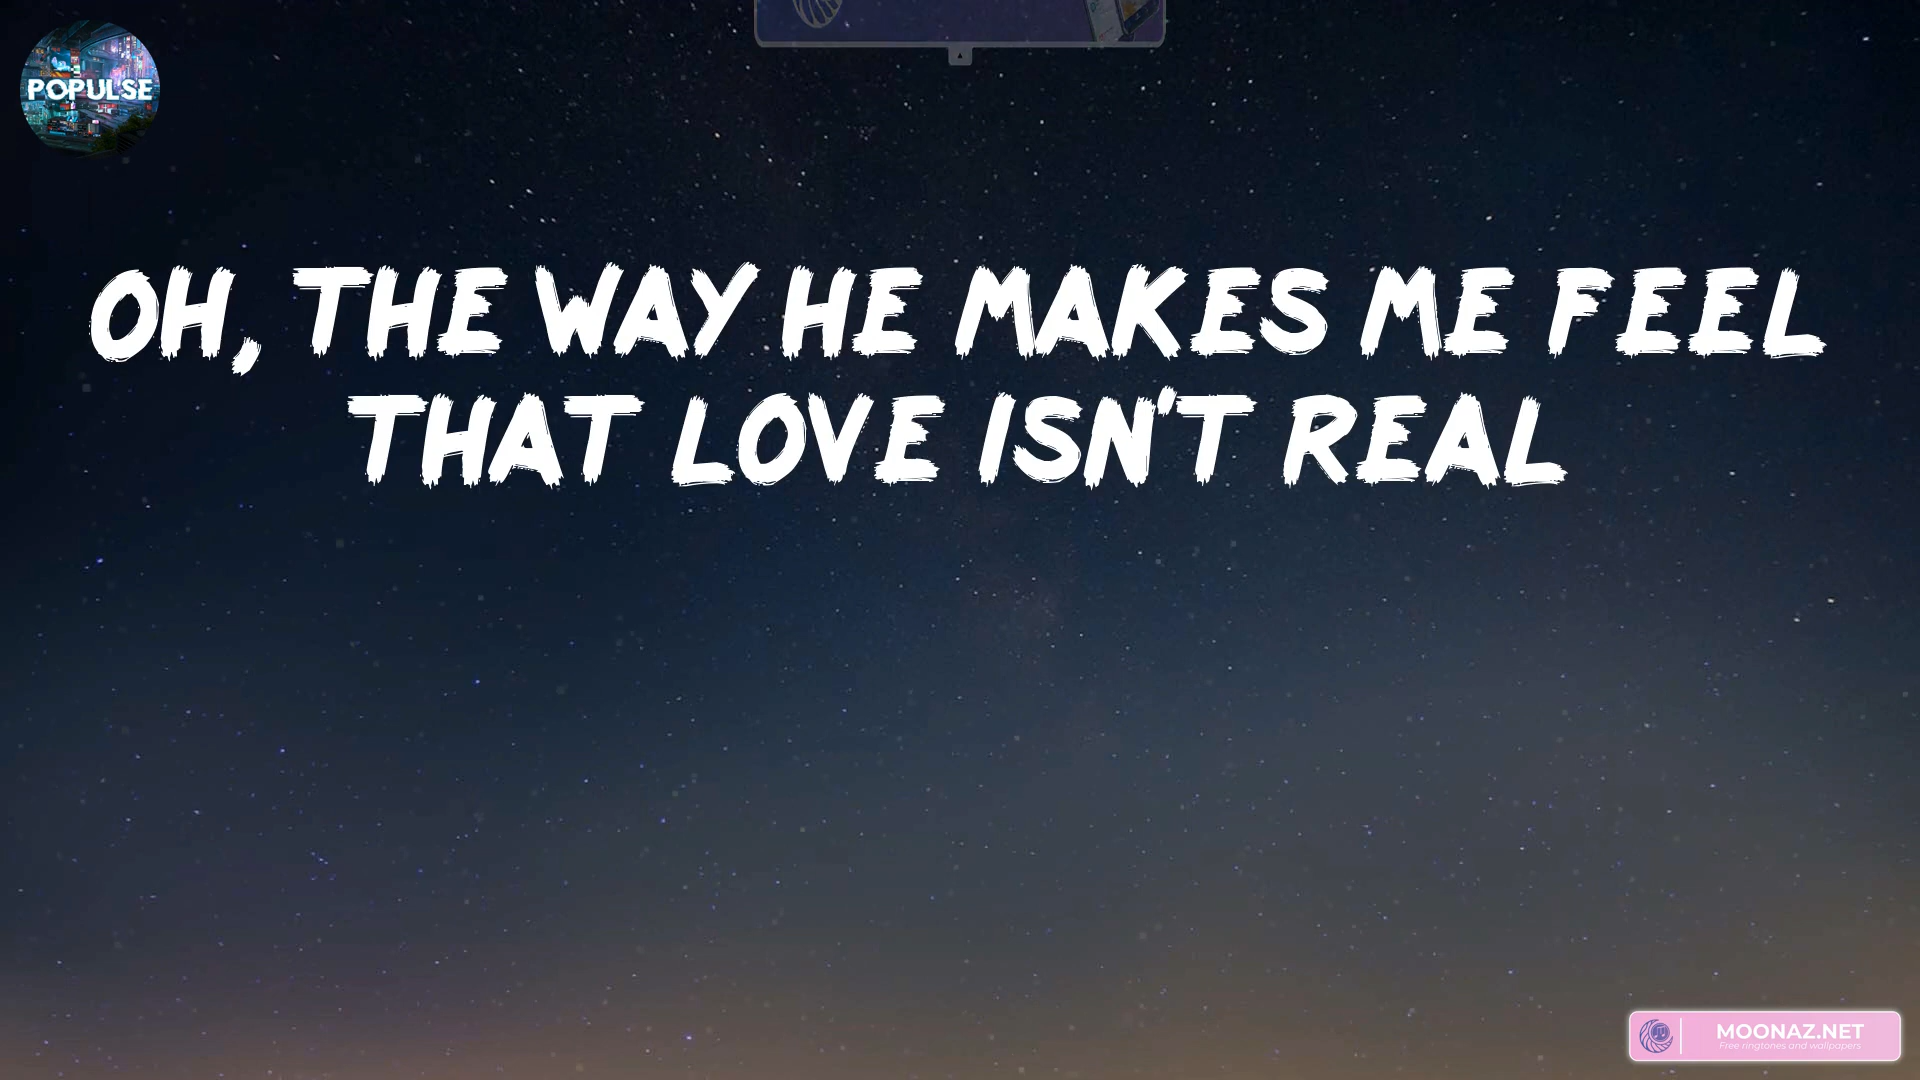 POPULSE
OH, THE WAY HE MAKES ME FEEL
THAT LOVE ISN'T REAL
MOONAZ.NET
Free ringtones and wallpapers